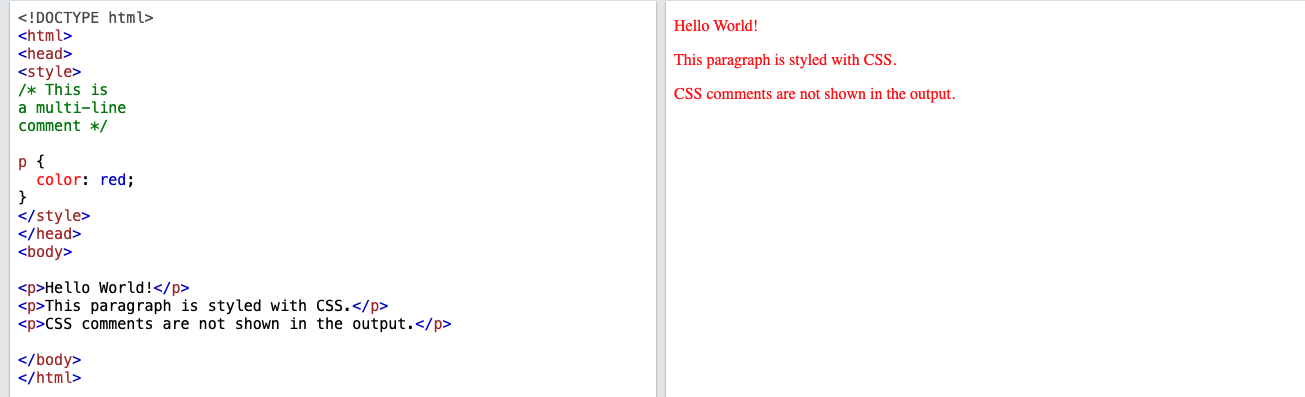 <!DOCTYPE html>
<html>
<head>
<style>
/* This is
a multi-line
comment */

p {
  color: red;
}
</style>
</head>
<body>

<p>Hello World!</p>
<p>This paragraph is styled with CSS.</p>
<p>CSS comments are not shown in the output.</p>

</body>
</html>
Hello World!
This paragraph is styled with CSS.
CSS comments are not shown in the output.